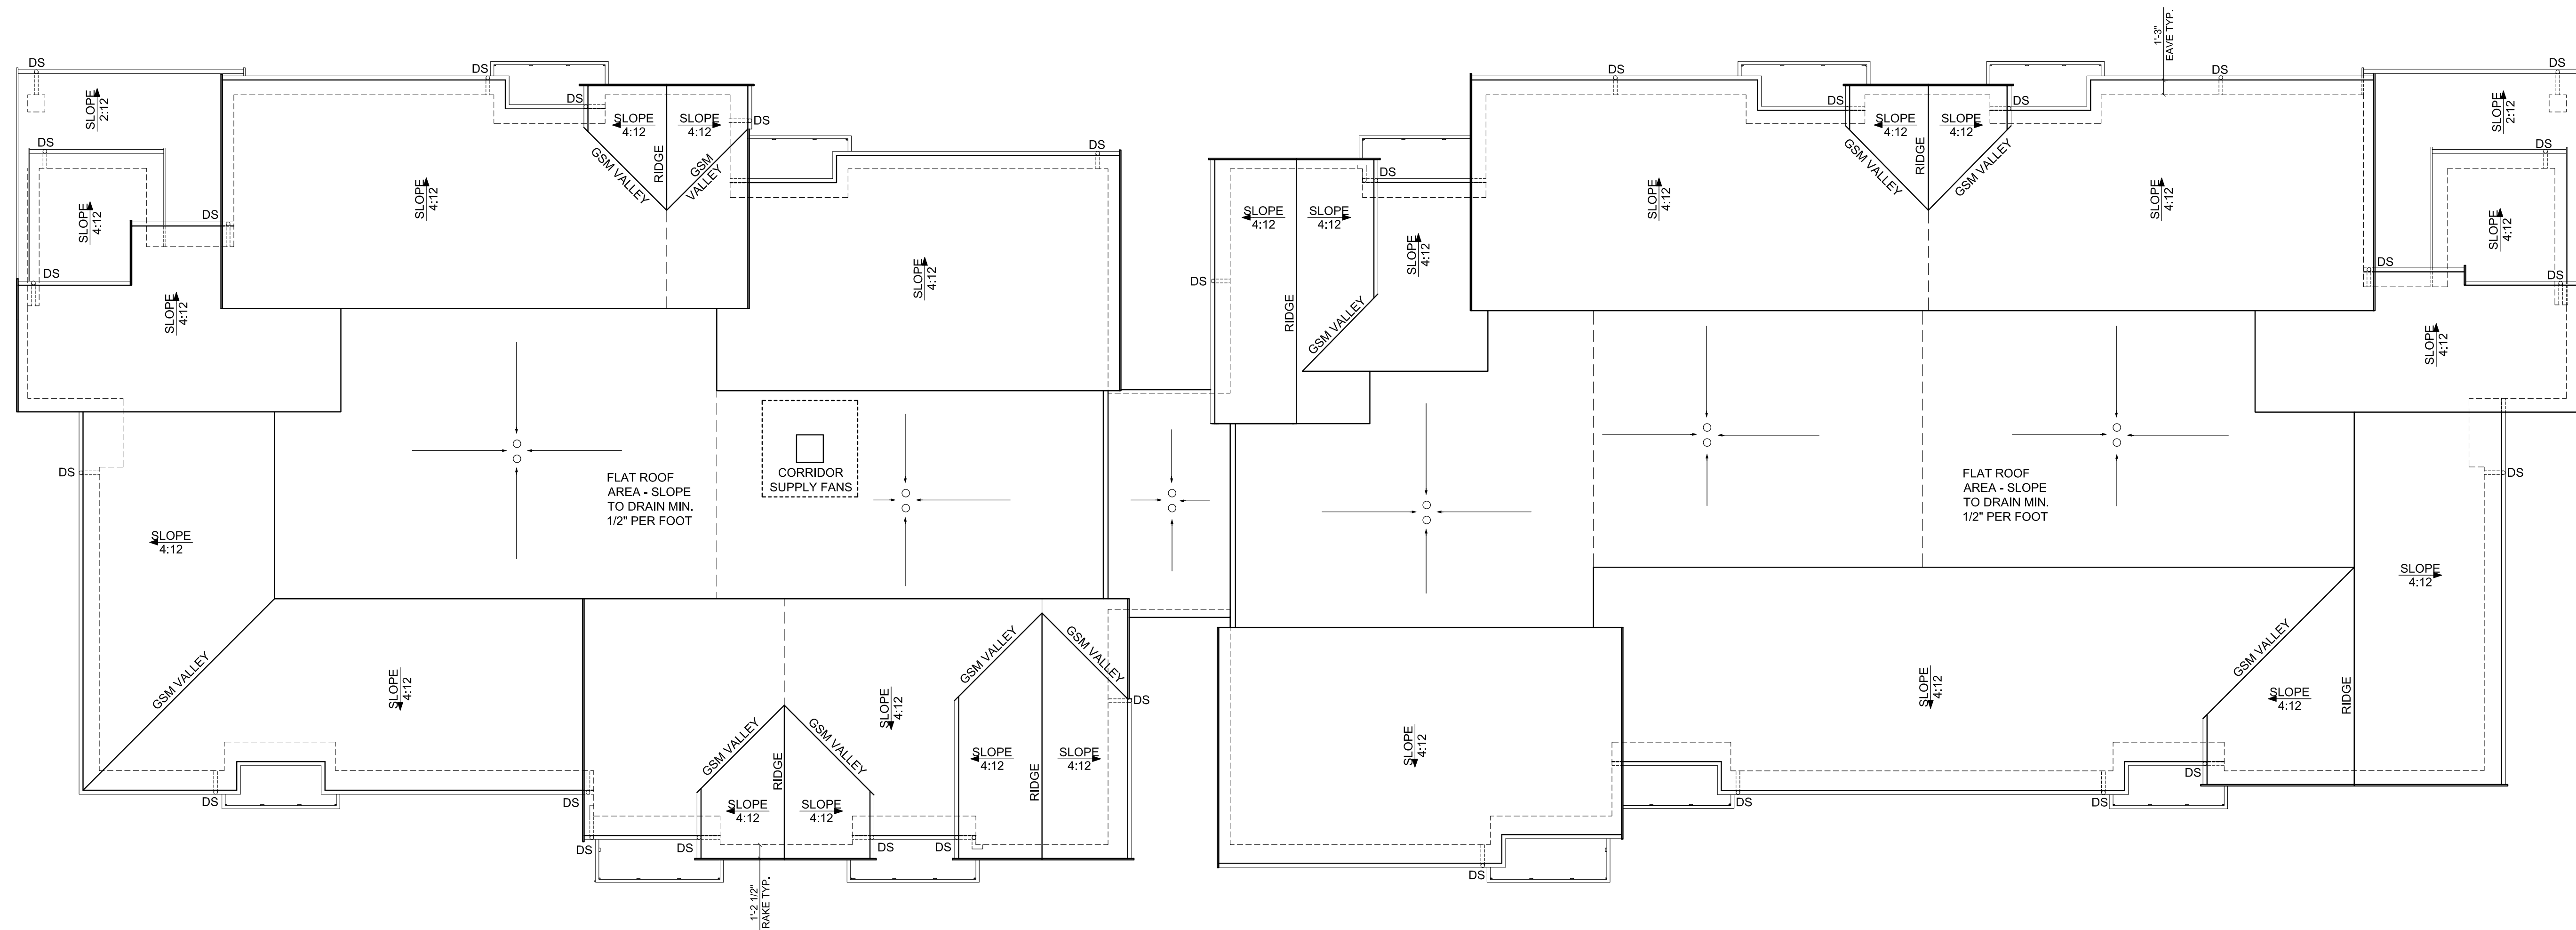 1'-3"
EAVE TYP.
DS
DS
DS
DS
DS
DS
DS
SLOPE
2:12
SLOPE
4:12
SLOPE
4:12
SLOPE
2:12
SLOPE
4:12
SLOPE
4:12
DS
DS
DS
RIDGE
RIDGE
GSM VALLEY
GSM
VALLEY
GSM VALLEY
GSM VALLEY
DS
DS
DS
DS
SLOPE
4:12
SLOPE
4:12
SLOPE
4:12
SLOPE
4:12
SLOPE
4:12
SLOPE
4:12
SLOPE
4:12
DS
SLOPE
4:12
SLOPE
4:12
DS
SLOPE
4:12
SLOPE
4:12
DS
DS
DS
DS
RIDGE
GSM VALLEY
SLOPE
4:12
SLOPE
4:12
DS
FLAT ROOF
AREA - SLOPE
TO DRAIN MIN.
1/2" PER FOOT
CORRIDOR
SUPPLY FANS
FLAT ROOF
AREA - SLOPE
TO DRAIN MIN.
1/2" PER FOOT
DS
SLOPE
4:12
SLOPE
4:12
GSM VALLEY
SLOPE
4:12
SLOPE
4:12
GSM VALLEY
GSM VALLEY
DS
SLOPE
4:12
GSM VALLEY
SLOPE
4:12
RIDGE
GSM VALLEY
GSM VALLEY
RIDGE
SLOPE
4:12
SLOPE
4:12
RIDGE
SLOPE
4:12
DS
DS
DS
SLOPE
4:12
SLOPE
4:12
DS
DS
DS
DS
DS
DS
DS
DS
1'-2 1/2"
RAKE TYP.